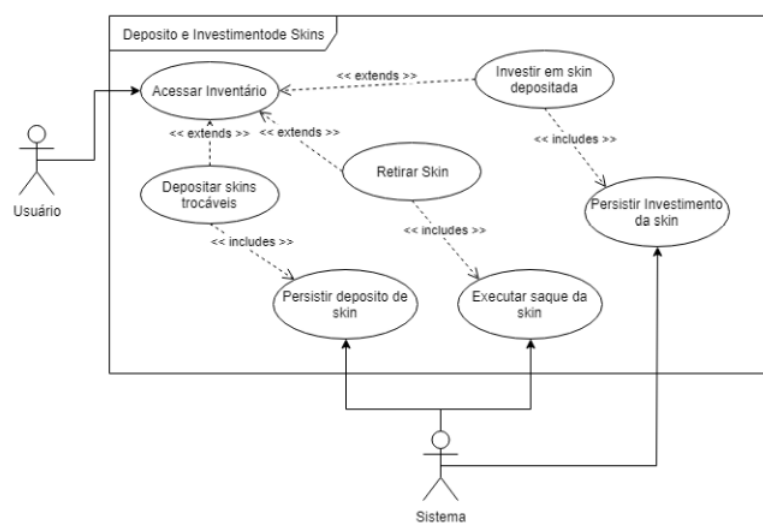 Deposito e Investimentode Skins
Acessar Inventário
<< extends >>
Investir em skin
depositada
<< extends >>
<< extends >>
<< includes >>
Usuário
Depositar skins
trocáveis
Retirar Skin
Persistir Investimento
da skin
<< includes >>
<< includes >>
Persistir deposito de
skin
Executar saque da
skin
Sistema